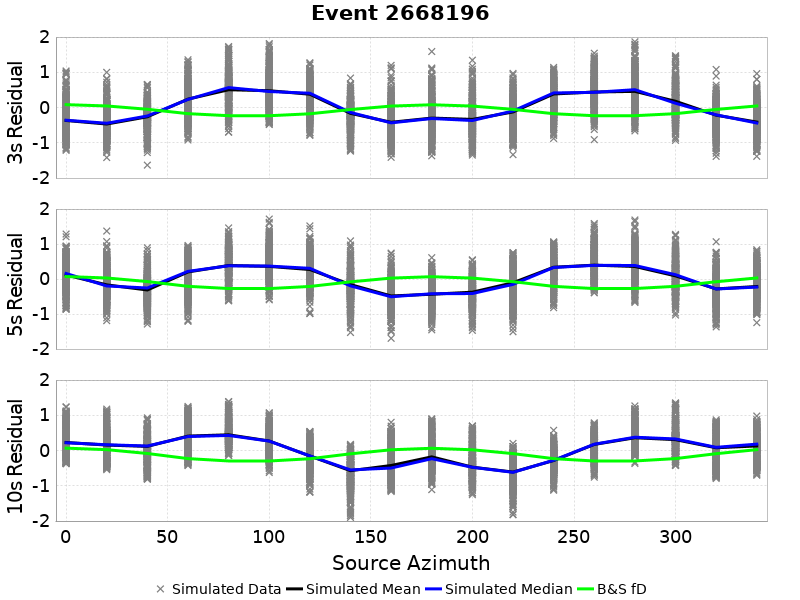 Event 2668196
3s Residual
2
1
0
-1
-2
5s Residual
2
1
0
-1
-2
10s Residual
2
1
0
-1
-2
0 50 100 150 200 250 300
Source Azimuth
Simulated Data Simulated Mean Simulated Median B&S fD